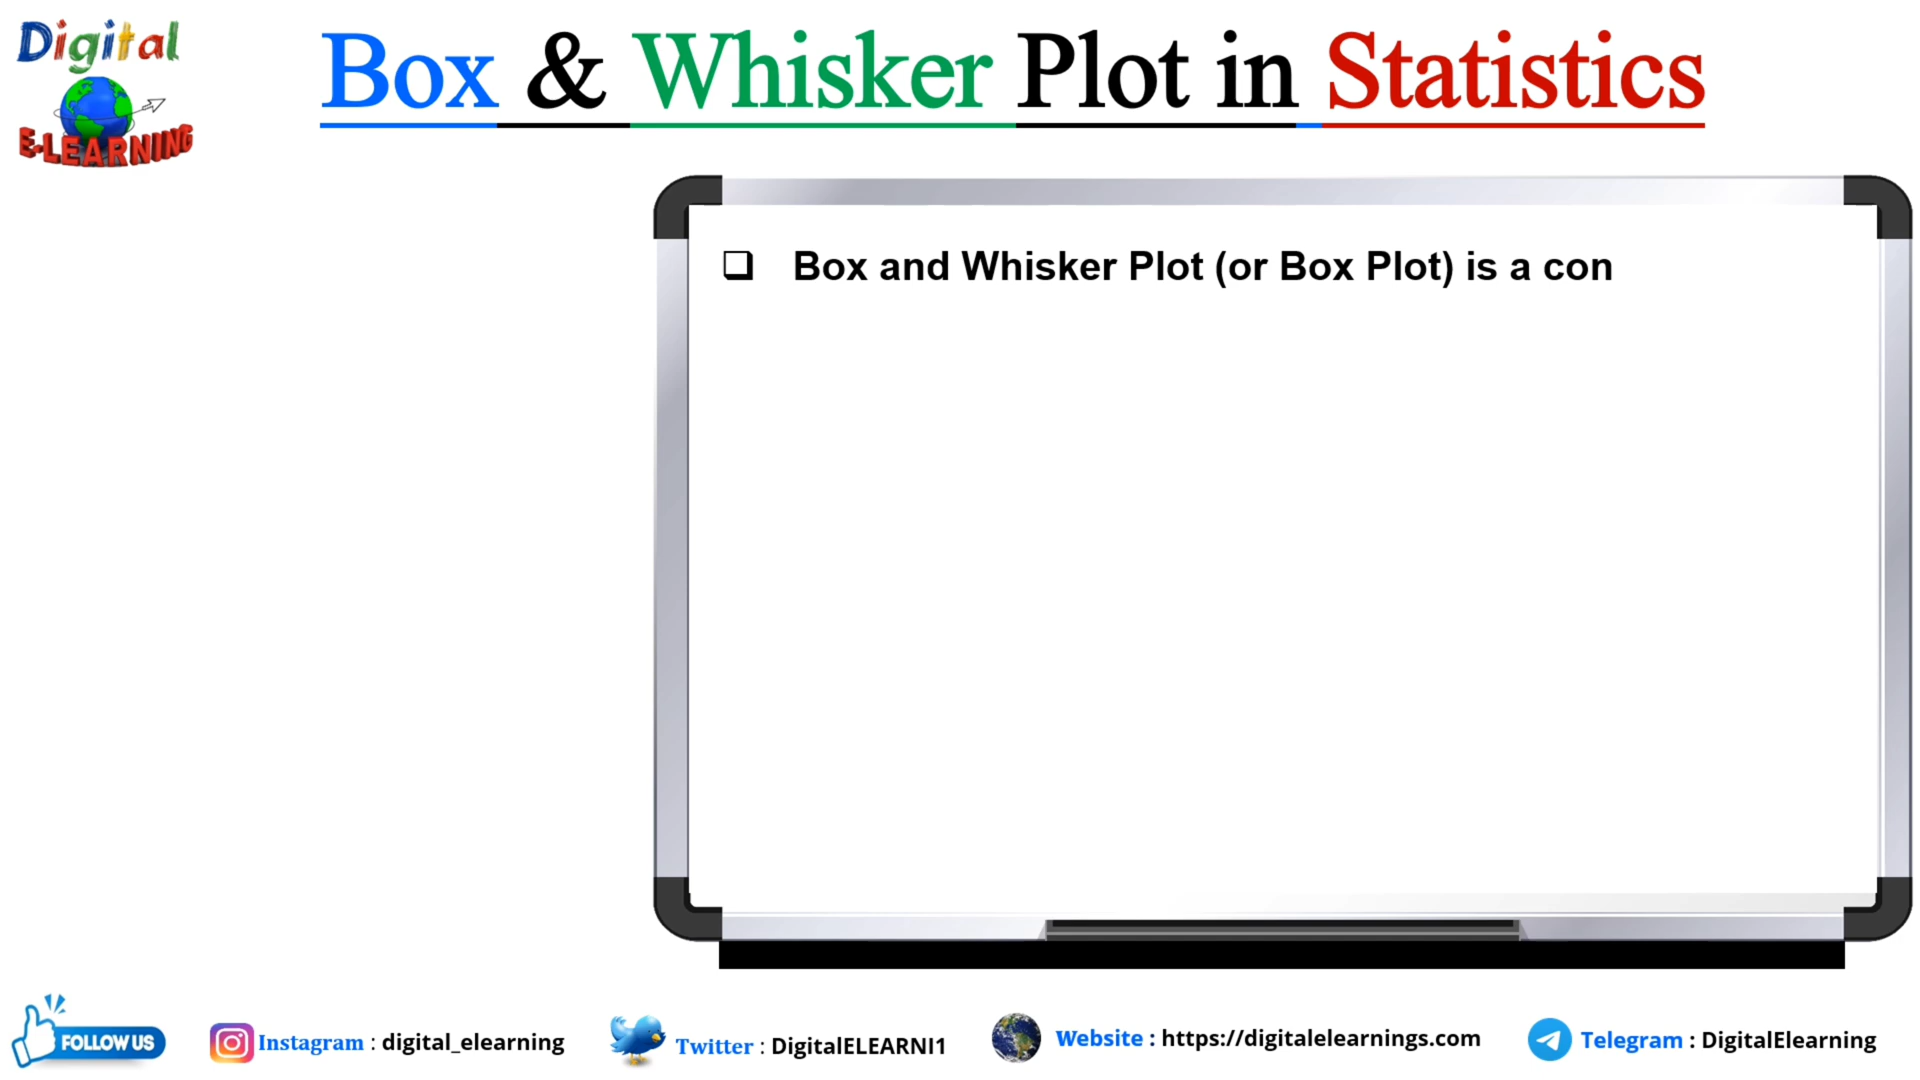 Digital
E-LEARNING
Box & Whisker Plot in Statistics
Box and Whisker Plot (or Box Plot) is a con
FOLLOW US
Instagram : digital_elearning
Twitter : DigitalELEARNI1
Website : https://digitalelearnings.com
Telegram : DigitalElearning